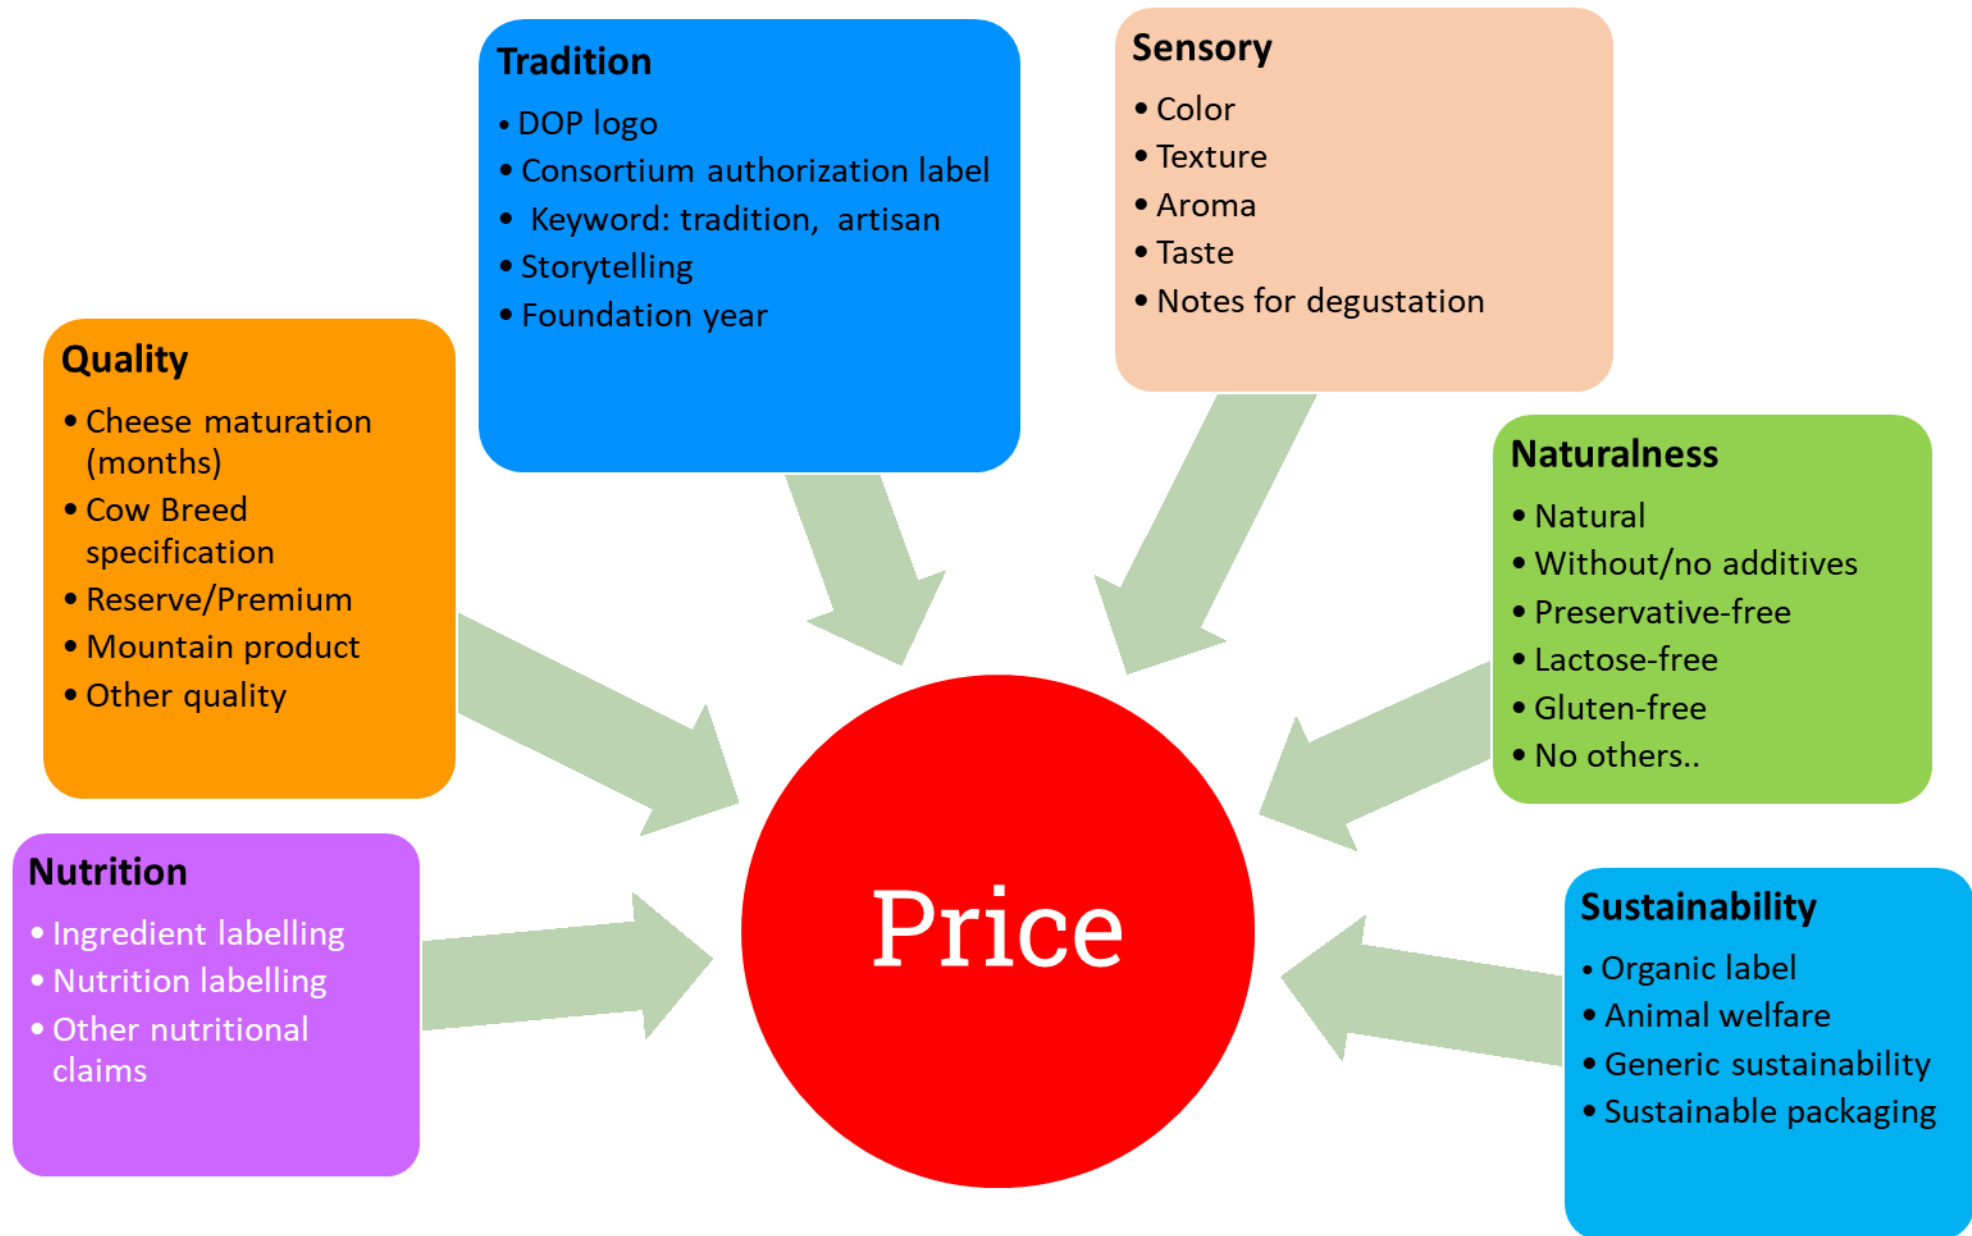 Tradition
• DOP logo
• Consortium authorization label
• Keyword: tradition, artisan
• Storytelling
• Foundation year
Sensory
• Color
• Texture
• Aroma
• Taste
• Notes for degustation
Quality
• Cheese maturation
(months)
• Cow Breed
specification
• Reserve/Premium
• Mountain product
• Other quality
Naturalness
• Natural
• Without/no additives
• Preservative-free
• Lactose-free
• Gluten-free
• No others..
Nutrition
• Ingredient labelling
• Nutrition labelling
• Other nutritional
claims
Price
Sustainability
• Organic label
• Animal welfare
• Generic sustainability
• Sustainable packaging